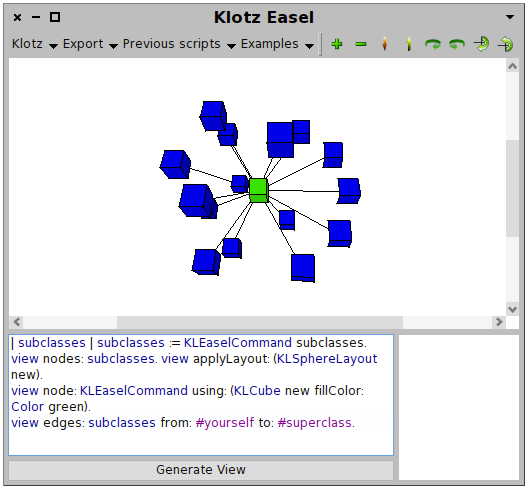 Klotz Easel
Klotz Export Previous scripts Examples
| subclasses | subclasses := KLEaselCommand subclasses.
view nodes: subclasses. view applyLayout: (KLSphereLayout
new).
view node: KLEaselCommand using: (KLCube new fillColor:
Color green).
view edges: subclasses from: #yourself to: #superclass.
Generate View